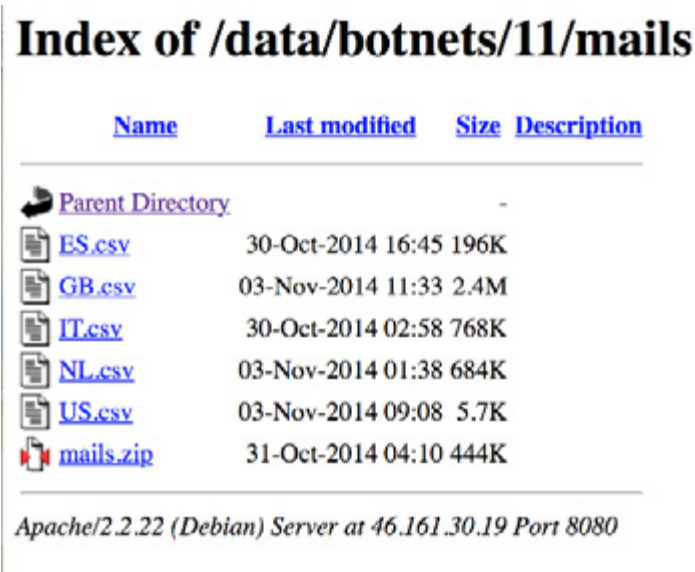 Index of /data/botnets/11/mails
Name Last modified Size Description
Parent Directory -
ES.csv 30-Oct-2014 16:45 196K
GB.csv 03-Nov-2014 11:33 2.4M
IT.csv 30-Oct-2014 02:58 768K
NL.csv 03-Nov-2014 01:38 684K
US.csv 03-Nov-2014 09:08 5.7K
mails.zip 31-Oct-2014 04:10 444K
Apache/2.2.22 (Debian) Server at 46.161.30.19 Port 8080